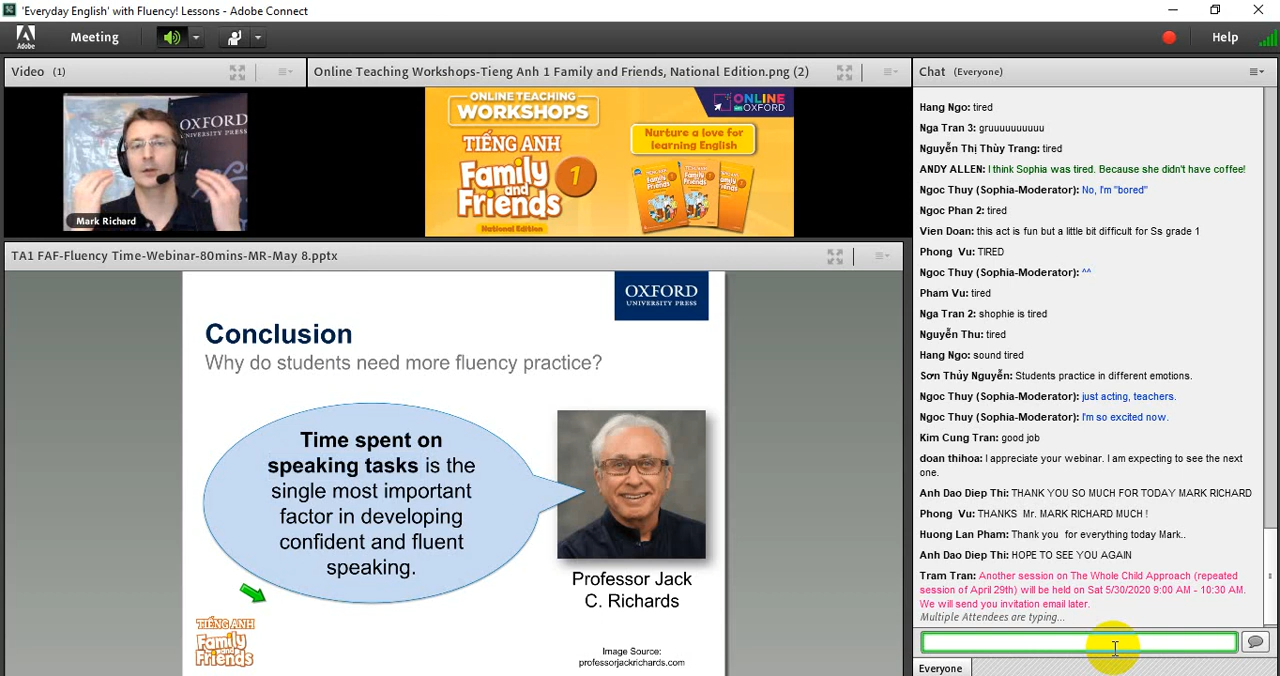 'Everyday English' with Fluency! Lessons - Adobe Connect
Adobe
Meeting
Help
Video (1)
OXFORD
UNIVERSITY PRESS
Mark Richard
Online Teaching Workshops-Tieng Anh 1 Family and Friends, National Edition.png (2)
ONLINE TEACHING
WORKSHOPS
TIẾNG ANH
Family
and
Friends
1
National Edition
ONLINE
OXFORD
Nurture a love for
learning English
TA1 FAF-Fluency Time-Webinar-80mins-MR-May 8.pptx
OXFORD
UNIVERSITY PRESS
Conclusion
Why do students need more fluency practice?
Time spent on
speaking tasks is the
single most important
factor in developing
confident and fluent
speaking.
Professor Jack
C. Richards
TIẾNG ANH
Family
and
Friends
Image Source:
professorjackrichards.com
Chat (Everyone)
Hang Ngo: tired
Nga Tran 3: gruuuuuuuuuu
Nguyễn Thị Thùy Trang: tired
ANDY ALLEN: I think Sophia was tired. Because she didn't have coffee!
Ngoc Thuy (Sophia-Moderator): No, I'm "bored"
Ngoc Phan 2: tired
Vien Doan: this act is fun but a little bit difficult for Ss grade 1
Phong Vu: TIRED
Ngoc Thuy (Sophia-Moderator): ^^
Pham Vu: tired
Nga Tran 2: shophie is tired
Nguyễn Thu: tired
Hang Ngo: sound tired
Sơn Thủy Nguyễn: Students practice in different emotions.
Ngoc Thuy (Sophia-Moderator): just acting, teachers.
Ngoc Thuy (Sophia-Moderator): I'm so excited now.
Kim Cung Tran: good job
doan thihoa: I appreciate your webinar. I am expecting to see the next
one.
Anh Dao Diep Thi: THANK YOU SO MUCH FOR TODAY MARK RICHARD
Phong Vu: THANKS Mr. MARK RICHARD MUCH !
Huong Lan Pham: Thank you for everything today Mark..
Anh Dao Diep Thi: HOPE TO SEE YOU AGAIN
Tram Tran: Another session on The Whole Child Approach (repeated
session of April 29th) will be held on Sat 5/30/2020 9:00 AM - 10:30 AM.
We will send you invitation email later.
Multiple Attendees are typing...
Everyone